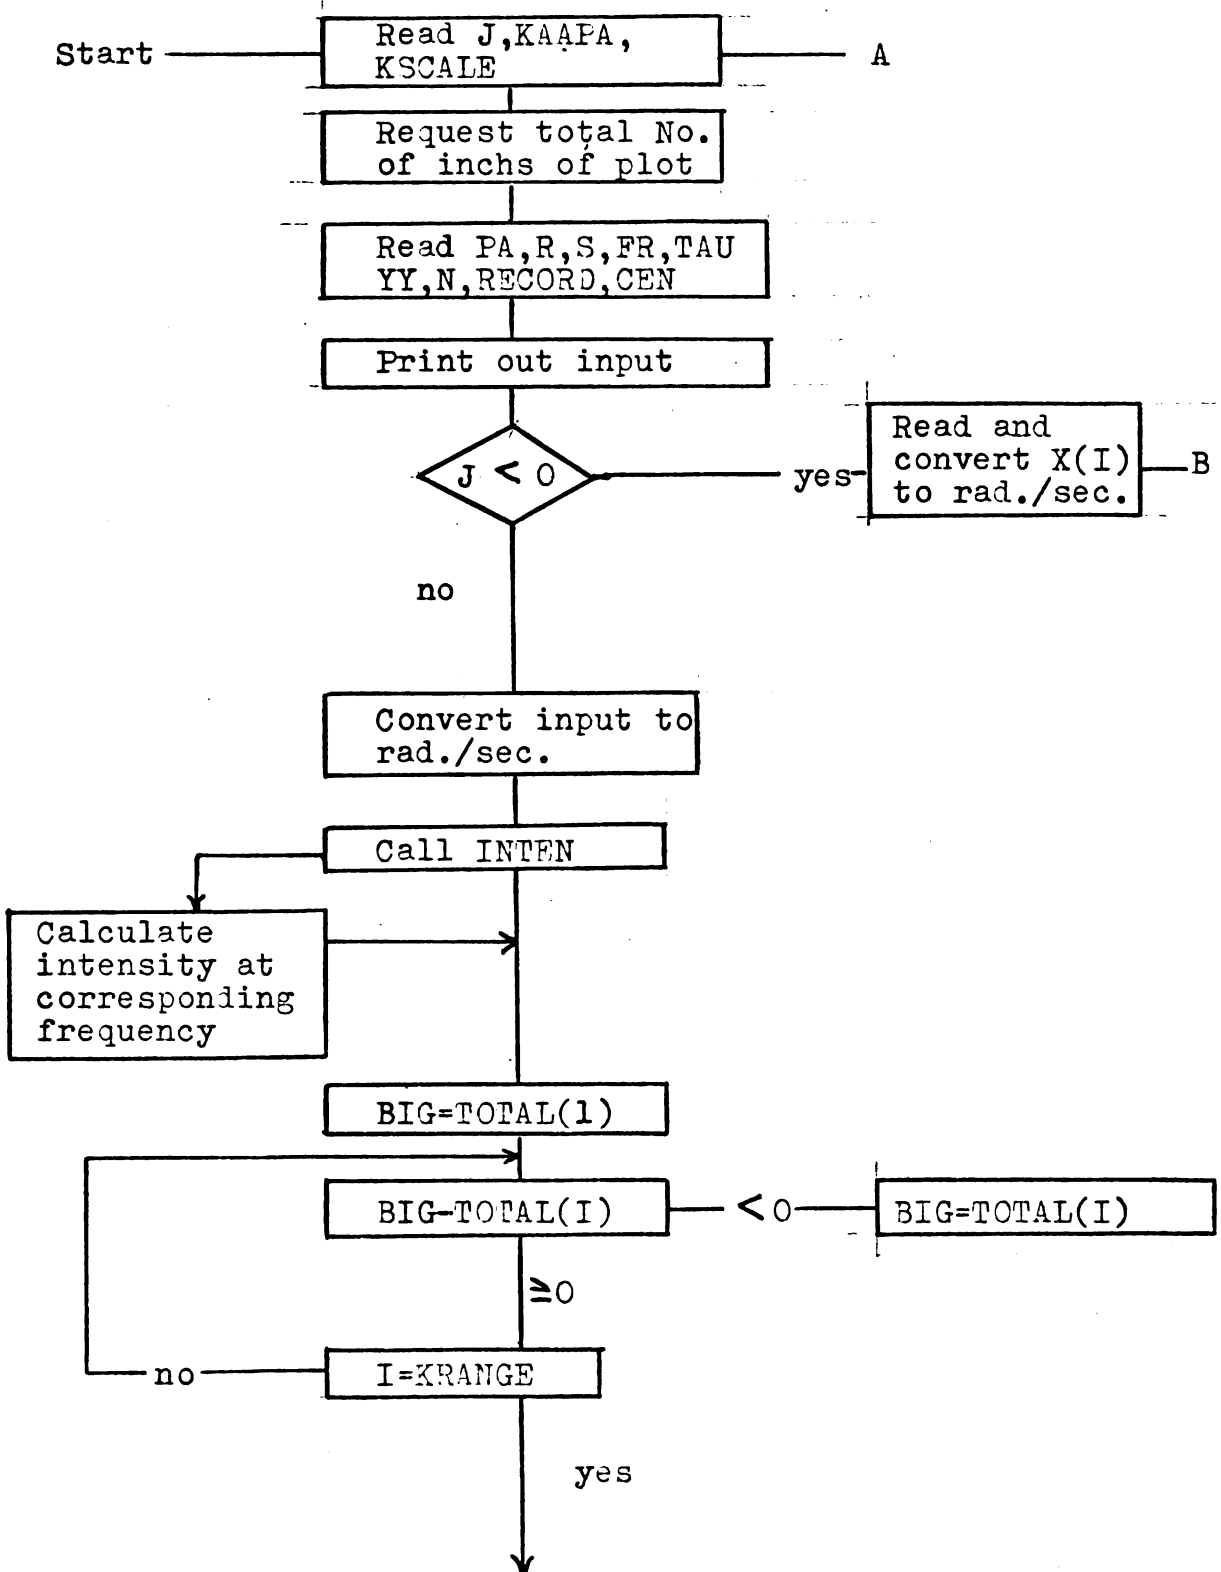 Start
Read J,KAAPA,
KSCALE
A
Request total No.
of inchs of plot
Read PA,R,S,FR,TAU
YY,N,RECORD,CEN
Print out input
J < 0
yes
Read and
convert X(I)
to rad./sec.
B
no
Convert input to
rad./sec.
Call INTEN
Calculate
intensity at
corresponding
frequency
BIG=TOTAL(1)
BIG-TOTAL(I)
< 0
BIG=TOTAL(I)
≧0
no
I=KRANGE
yes